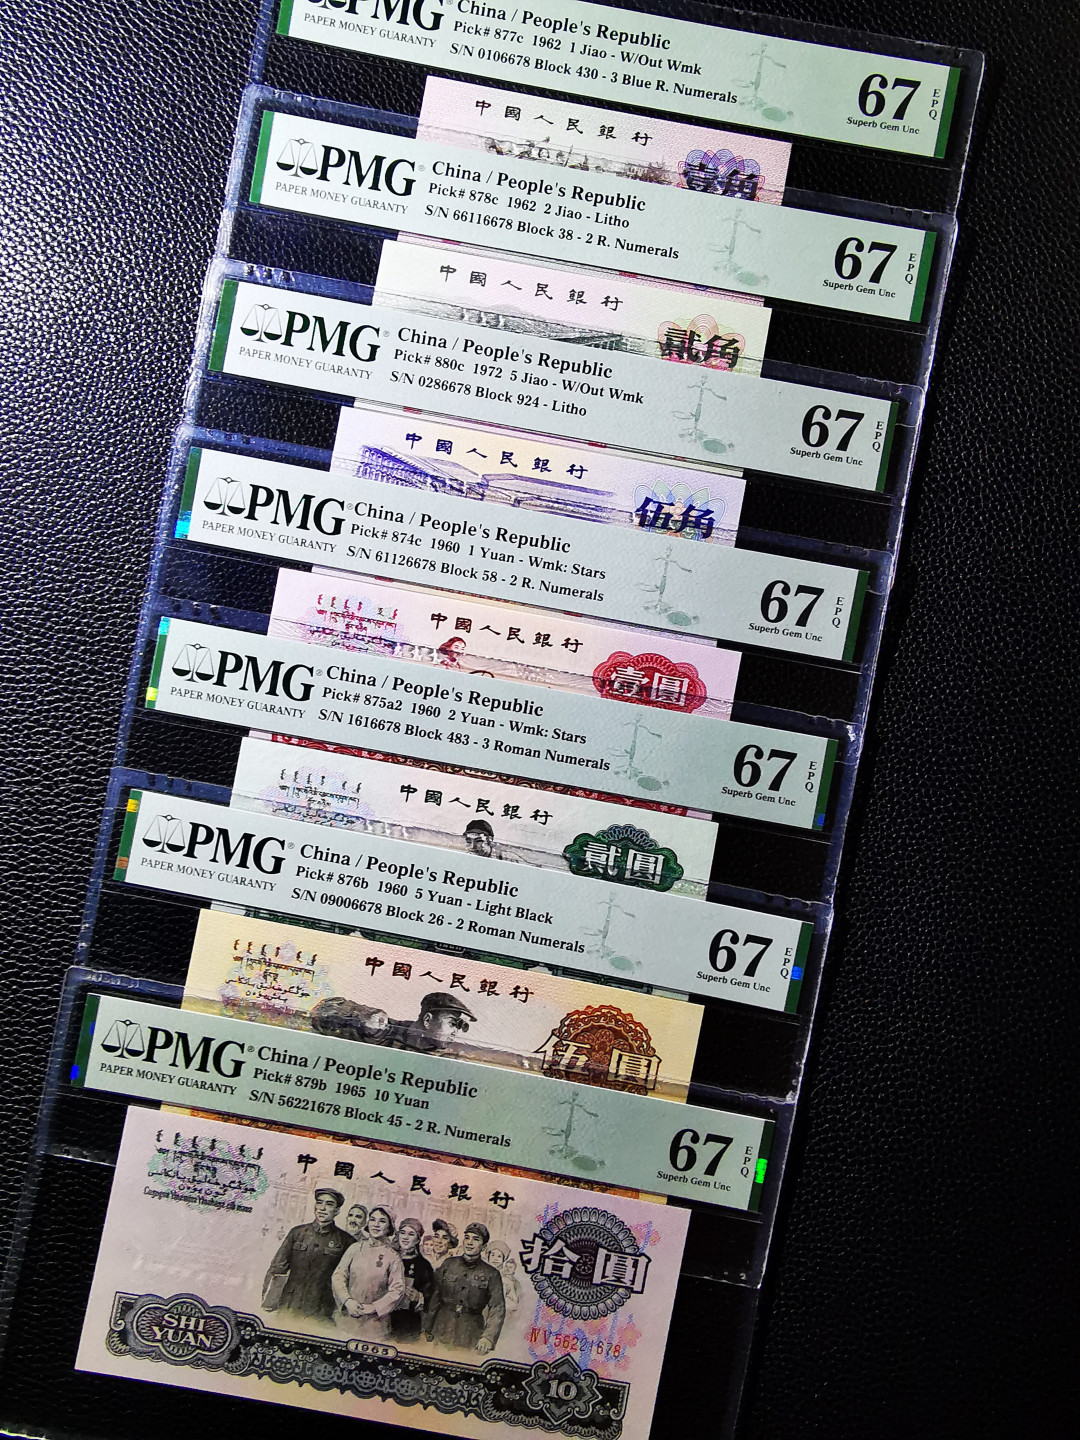 PMG
PAPER MONEY GUARANTY
China / People's Republic
Pick# 877c 1962 1 Jiao - W/Out Wmk
S/N 0106678 Block 430 - 3 Blue R. Numerals
67
EPQ
Superb Gem Unc
中國人民銀行
壹角
PMG
PAPER MONEY GUARANTY
China / People's Republic
Pick# 878c 1962 2 Jiao - Litho
S/N 66116678 Block 38 - 2 R. Numerals
67
EPQ
Superb Gem Unc
中國人民銀行
貳角
PMG
PAPER MONEY GUARANTY
China / People's Republic
Pick# 880c 1972 5 Jiao - W/Out Wmk
S/N 0286678 Block 924 - Litho
67
EPQ
Superb Gem Unc
中國人民銀行
伍角
PMG
PAPER MONEY GUARANTY
China / People's Republic
Pick# 874c 1960 1 Yuan - Wmk: Stars
S/N 61126678 Block 58 - 2 R. Numerals
67
EPQ
Superb Gem Unc
中國人民銀行
壹圓
PMG
PAPER MONEY GUARANTY
China / People's Republic
Pick# 875a2 1960 2 Yuan - Wmk: Stars
S/N 1616678 Block 483 - 3 Roman Numerals
67
EPQ
Superb Gem Unc
中國人民銀行
貳圓
PMG
PAPER MONEY GUARANTY
China / People's Republic
Pick# 876b 1960 5 Yuan - Light Black
S/N 09006678 Block 26 - 2 Roman Numerals
67
EPQ
Superb Gem Unc
中國人民銀行
伍圓
PMG
PAPER MONEY GUARANTY
China / People's Republic
Pick# 879b 1965 10 Yuan
S/N 56221678 Block 45 - 2 R. Numerals
67
EPQ
Superb Gem Unc
中國人民銀行
拾圓
SHI
YUAN
1965
ⅣⅤ 56221678
10